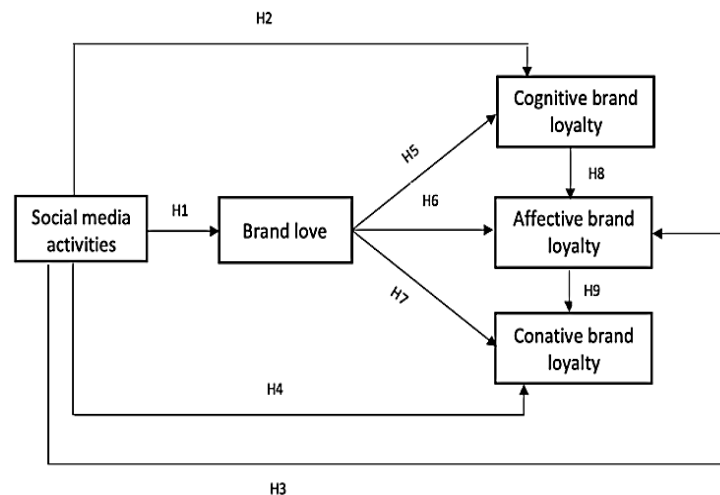 H2
Cognitive brand
loyalty
H5
H8
Social media
activities
H1
Brand love
H6
Affective brand
loyalty
H7
H9
Conative brand
loyalty
H4
H3